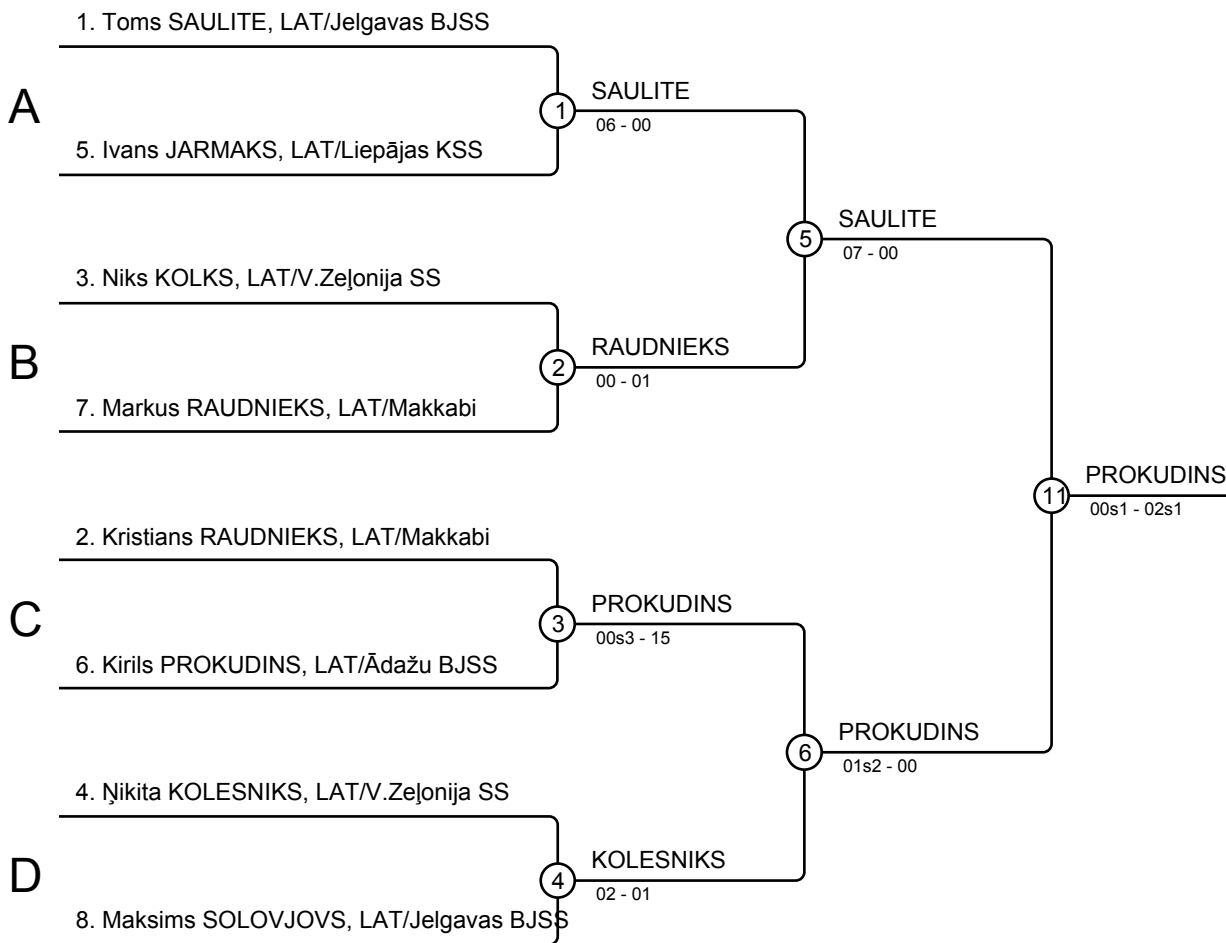 1. Toms SAULITE, LAT/Jelgavas BJSS
A
1
SAULITE
06 - 00
5. Ivans JARMAKS, LAT/Liepājas KSS
5
SAULITE
07 - 00
3. Niks KOLKS, LAT/V.Zeļonija SS
B
2
RAUDNIEKS
00 - 01
7. Markus RAUDNIEKS, LAT/Makkabi
11
PROKUDINS
00s1 - 02s1
2. Kristians RAUDNIEKS, LAT/Makkabi
C
3
PROKUDINS
00s3 - 15
6. Kirils PROKUDINS, LAT/Ādažu BJSS
6
PROKUDINS
01s2 - 00
4. Ņikita KOLESNIKS, LAT/V.Zeļonija SS
D
4
KOLESNIKS
02 - 01
8. Maksims SOLOVJOVS, LAT/Jelgavas BJSS